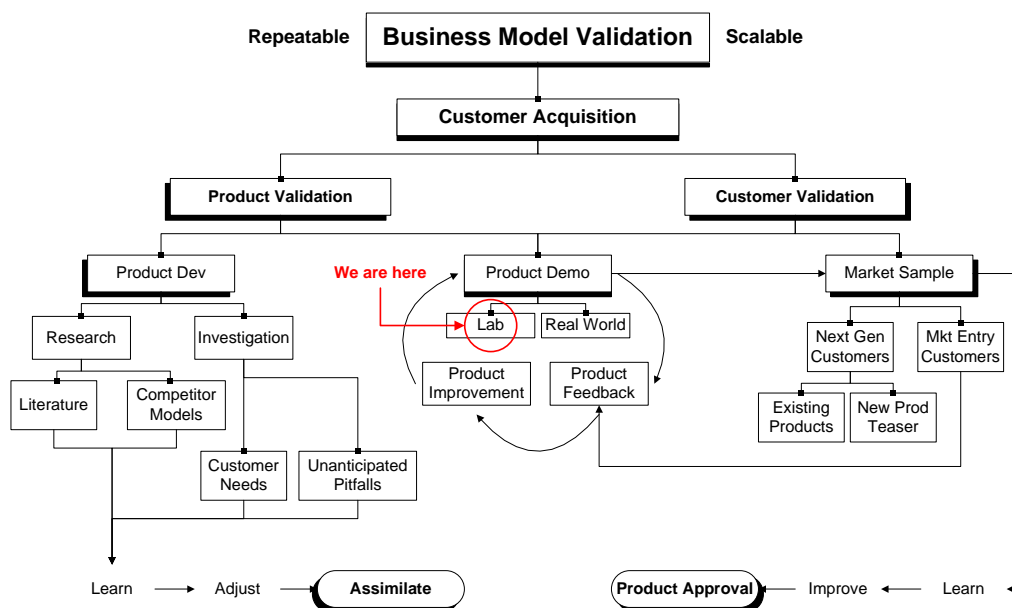 Repeatable
Business Model Validation
Scalable
Customer Acquisition
Product Validation
Customer Validation
Product Dev
We are here
Product Demo
Market Sample
Research
Investigation
Lab
Real World
Next Gen
Customers
Mkt Entry
Customers
Literature
Competitor
Models
Product
Improvement
Product
Feedback
Existing
Products
New Prod
Teaser
Customer
Needs
Unanticipated
Pitfalls
Learn
Adjust
Assimilate
Product Approval
Improve
Learn